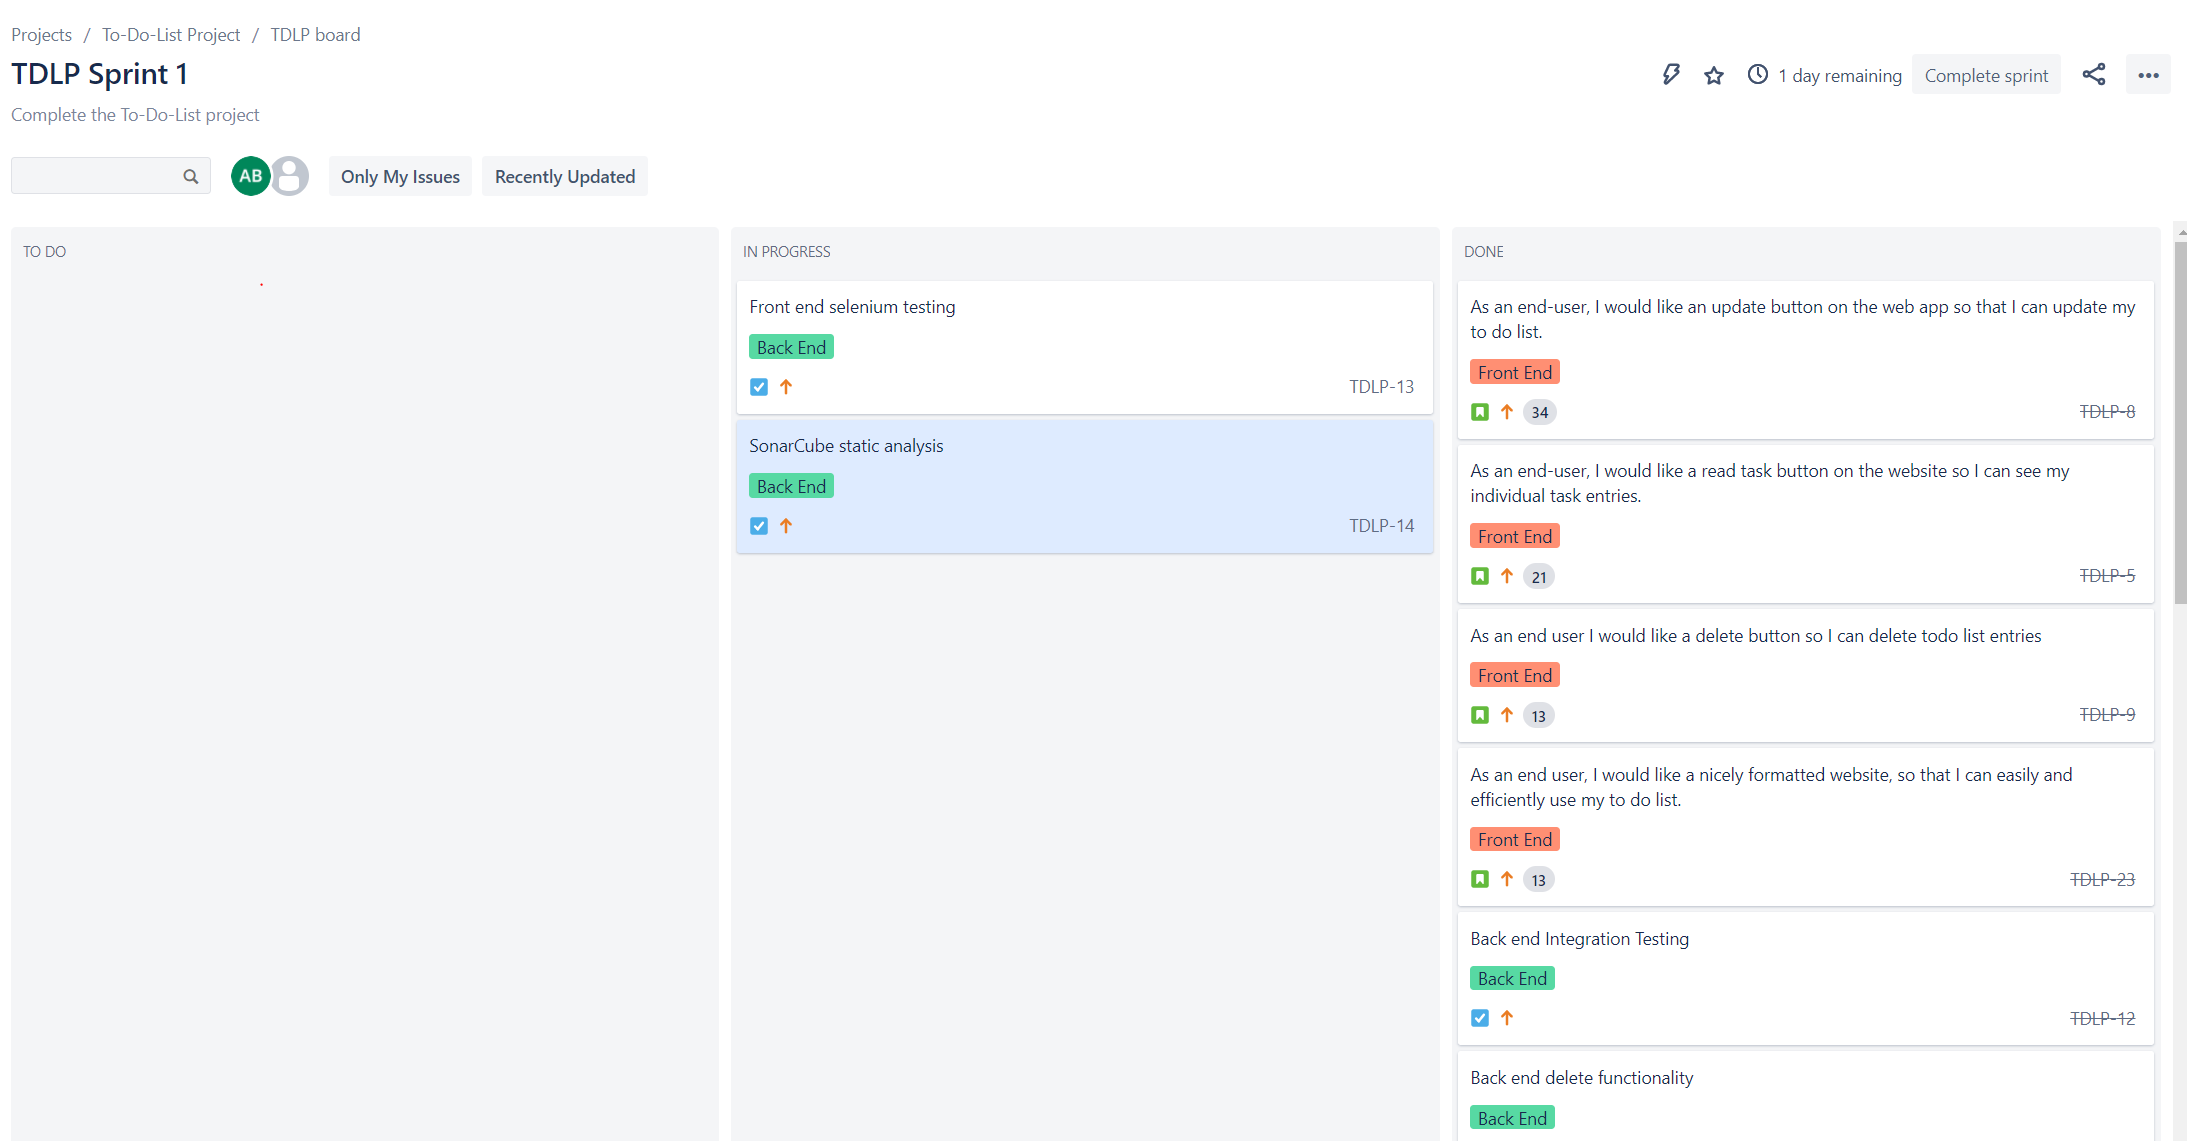 Projects / To-Do-List Project / TDLP board
TDLP Sprint 1
1 day remaining
Complete sprint
Complete the To-Do-List project
AB
Only My Issues
Recently Updated
TO DO
IN PROGRESS
Front end selenium testing
Back End
TDLP-13
SonarCube static analysis
Back End
TDLP-14
DONE
As an end-user, I would like an update button on the web app so that I can update my
to do list.
Front End
34
TDLP-8
As an end-user, I would like a read task button on the website so I can see my
individual task entries.
Front End
21
TDLP-5
As an end user I would like a delete button so I can delete todo list entries
Front End
13
TDLP-9
As an end user, I would like a nicely formatted website, so that I can easily and
efficiently use my to do list.
Front End
13
TDLP-23
Back end Integration Testing
Back End
TDLP-12
Back end delete functionality
Back End